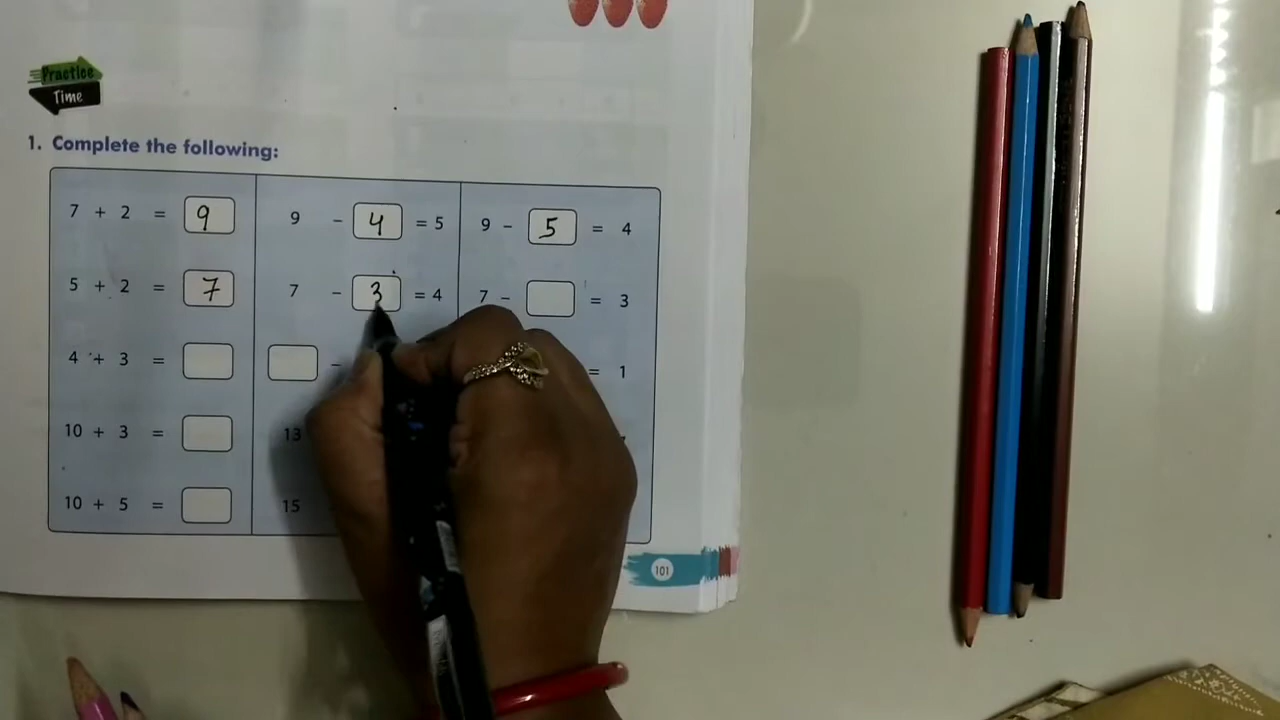 Practice
Time
1. Complete the following:
7 + 2 = 9 9 - 4 = 5 9 - 5 = 4
5 + 2 = 7 7 - 3 = 4 7 - = 3
4 + 3 = - = 1
10 + 3 = 13
10 + 5 = 15
101